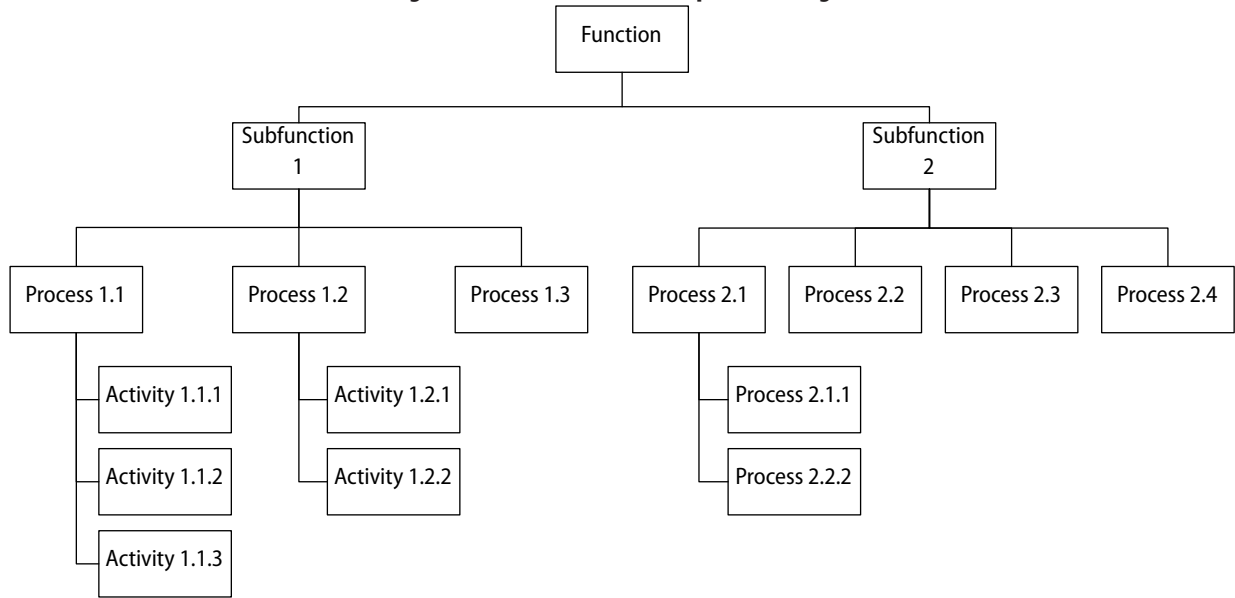 Function
Subfunction
1
Subfunction
2
Process 1.1
Process 1.2
Process 1.3
Process 2.1
Process 2.2
Process 2.3
Process 2.4
Activity 1.1.1
Activity 1.2.1
Process 2.1.1
Activity 1.1.2
Activity 1.2.2
Process 2.2.2
Activity 1.1.3